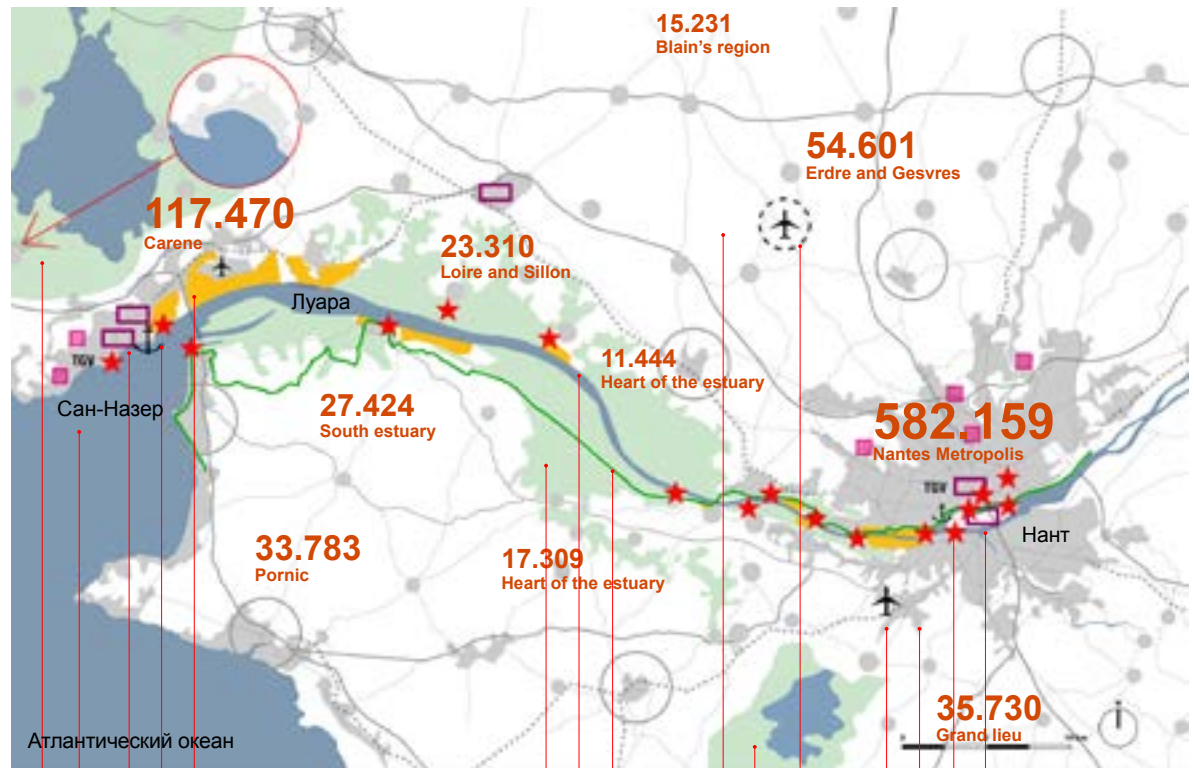 15.231
Blain's region
54.601
Erdre and Gesvres
117.470
Carene
23.310
Loire and Sillon
Луара
TGV
11.444
Heart of the estuary
Сан-Назер
27.424
South estuary
582.159
Nantes Metropolis
TGV
Нант
33.783
Pornic
17.309
Heart of the estuary
35.730
Grand lieu
Атлантический океан